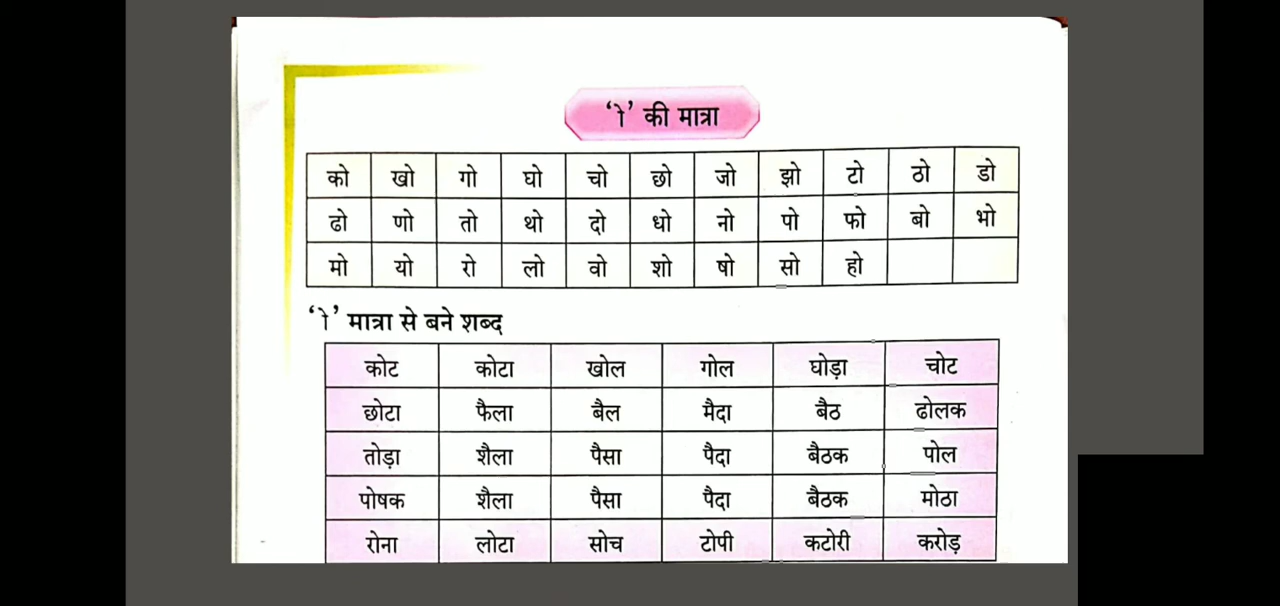 ‘ो’ की मात्रा
को खो गो घो चो छो जो झो टो ठो डो
ढो णो तो थो दो धो नो पो फो बो भो
मो यो रो लो वो शो षो सो हो
‘ो’ मात्रा से बने शब्द
कोट कोटा खोल गोल घोड़ा चोट
छोटा फैला बैल मैदा बैठ ढोलक
तोड़ा शैला पैसा पैदा बैठक पोल
पोषक शैला पैसा पैदा बैठक मोठा
रोना लोटा सोच टोपी कटोरी करोड़